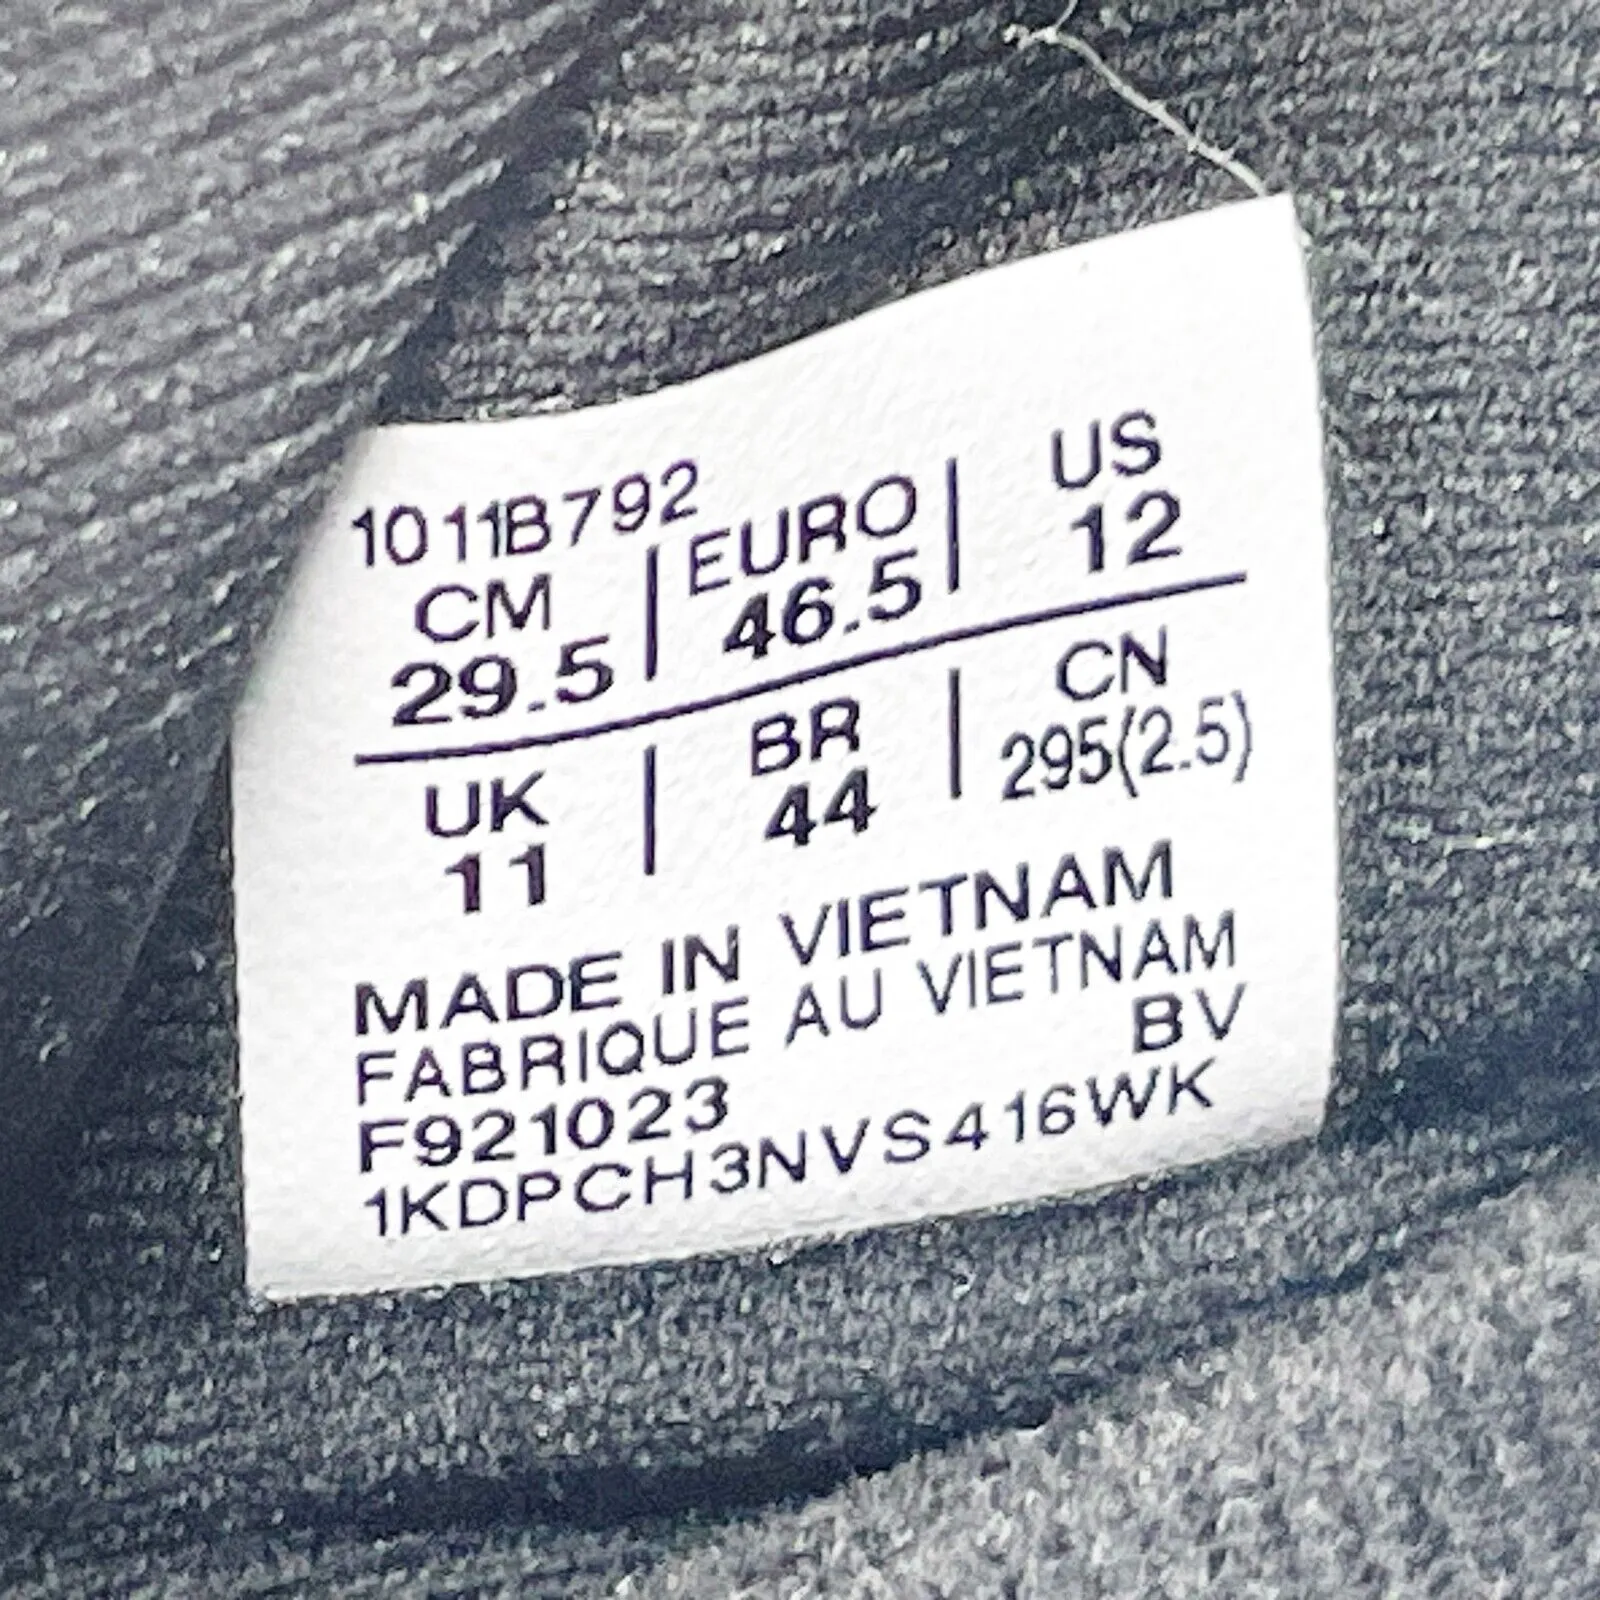 1011B792
CM | EURO | US
29.5 | 46.5 | 12
UK | BR | CN
11 | 44 | 295(2.5)
MADE IN VIETNAM
FABRIQUE AU VIETNAM
BV
F921023
1KDPCH3NVS416WK